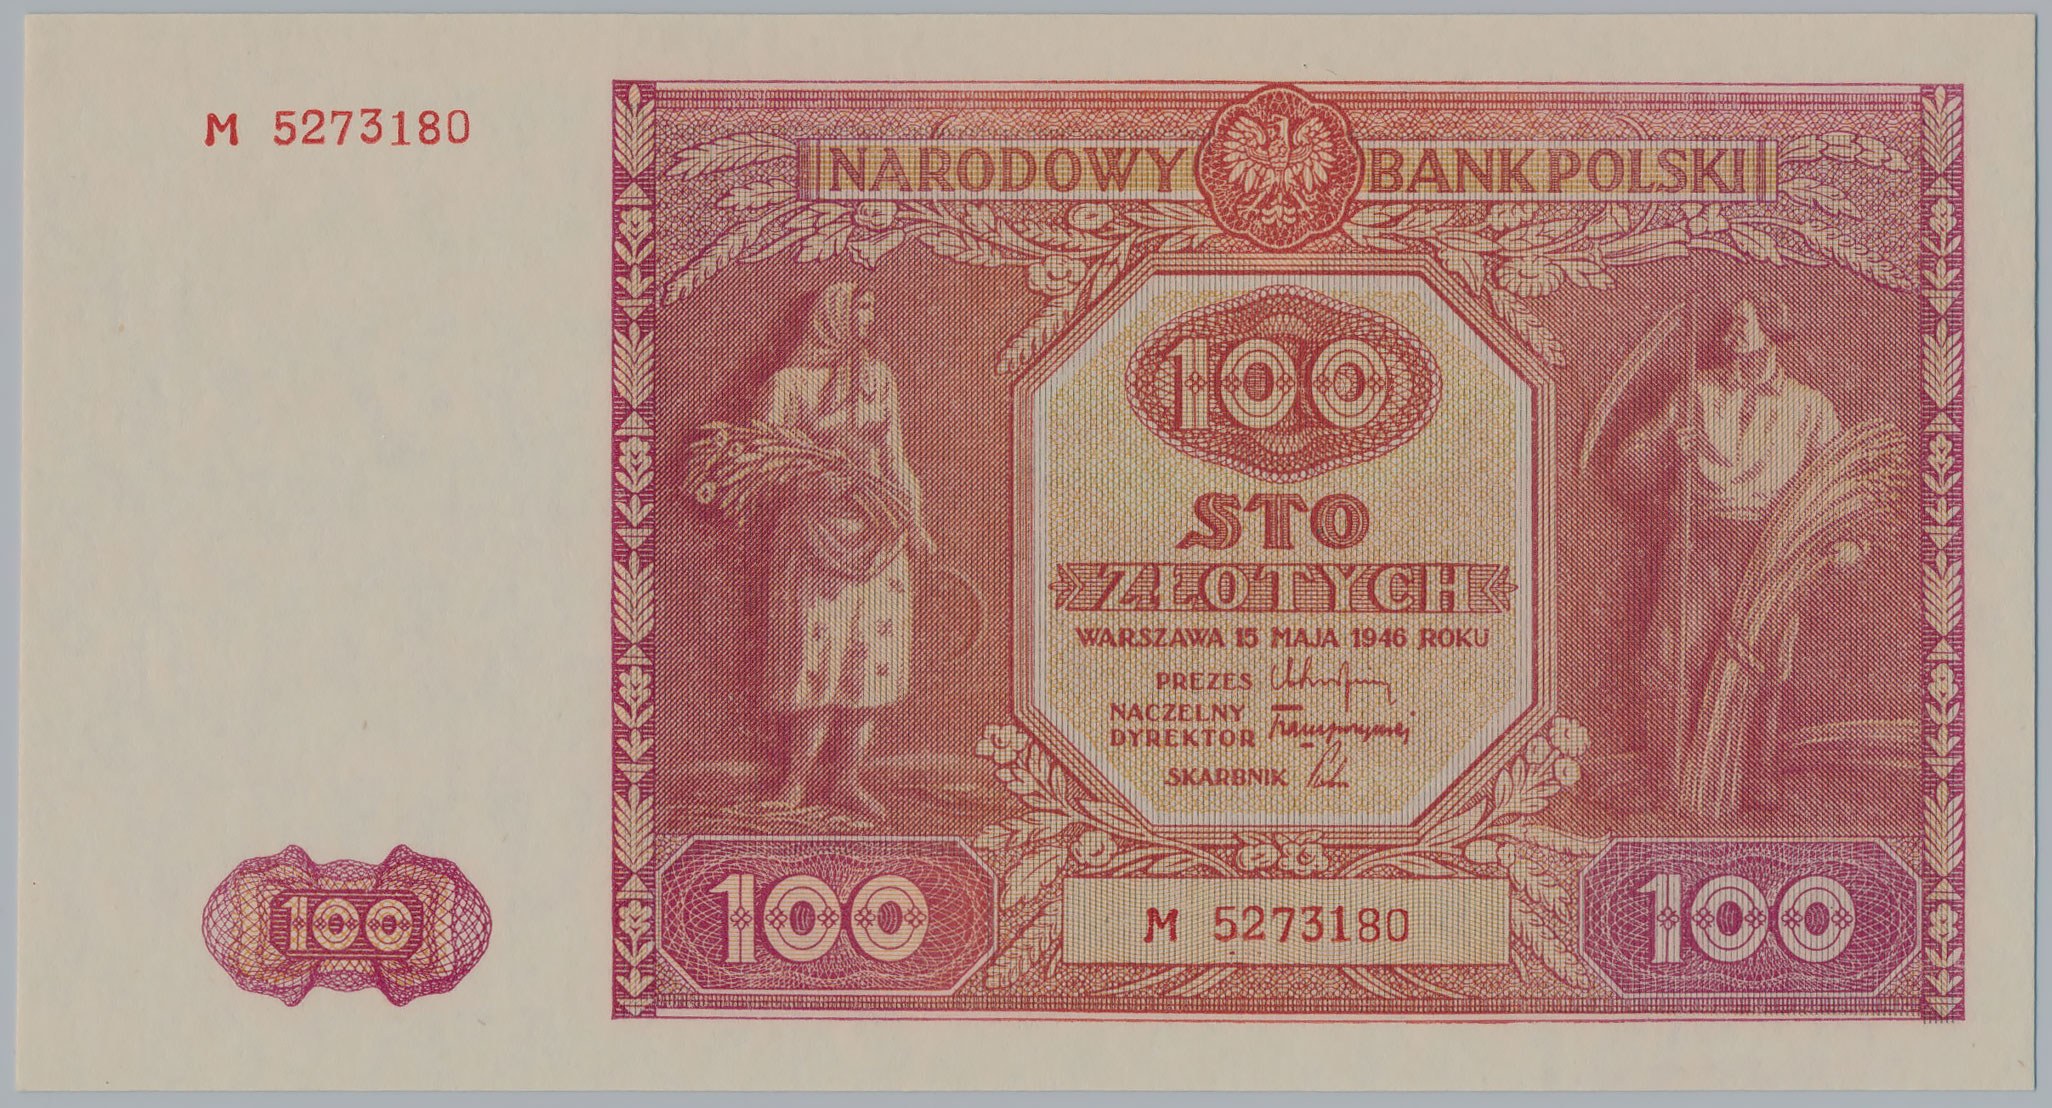 M 5273180
NARODOWY BANK POLSKI
100
STO
ZŁOTYCH
WARSZAWA 15 MAJA 1946 ROKU
PREZES
NACZELNY
DYREKTOR
SKARBNIK
100
100
M 5273180
100